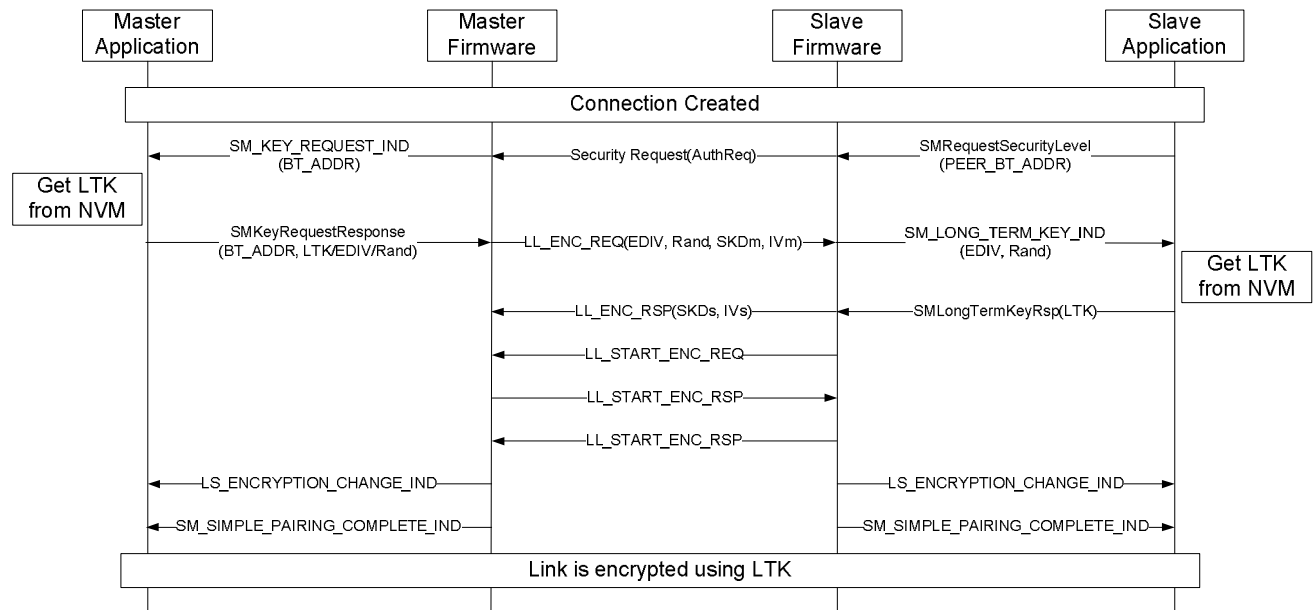 Master
Application
Master
Firmware
Slave
Firmware
Slave
Application
Connection Created
SM_KEY_REQUEST_IND
(BT_ADDR)
Security Request(AuthReq)
SMRequestSecurityLevel
(PEER_BT_ADDR)
Get LTK
from NVM
SMKeyRequestResponse
(BT_ADDR, LTK/EDIV/Rand)
LL_ENC_REQ(EDIV, Rand, SKDm, IVm)
SM_LONG_TERM_KEY_IND
(EDIV, Rand)
Get LTK
from NVM
LL_ENC_RSP(SKDs, IVs)
SMLongTermKeyRsp(LTK)
LL_START_ENC_REQ
LL_START_ENC_RSP
LL_START_ENC_RSP
LS_ENCRYPTION_CHANGE_IND
LS_ENCRYPTION_CHANGE_IND
SM_SIMPLE_PAIRING_COMPLETE_IND
SM_SIMPLE_PAIRING_COMPLETE_IND
Link is encrypted using LTK